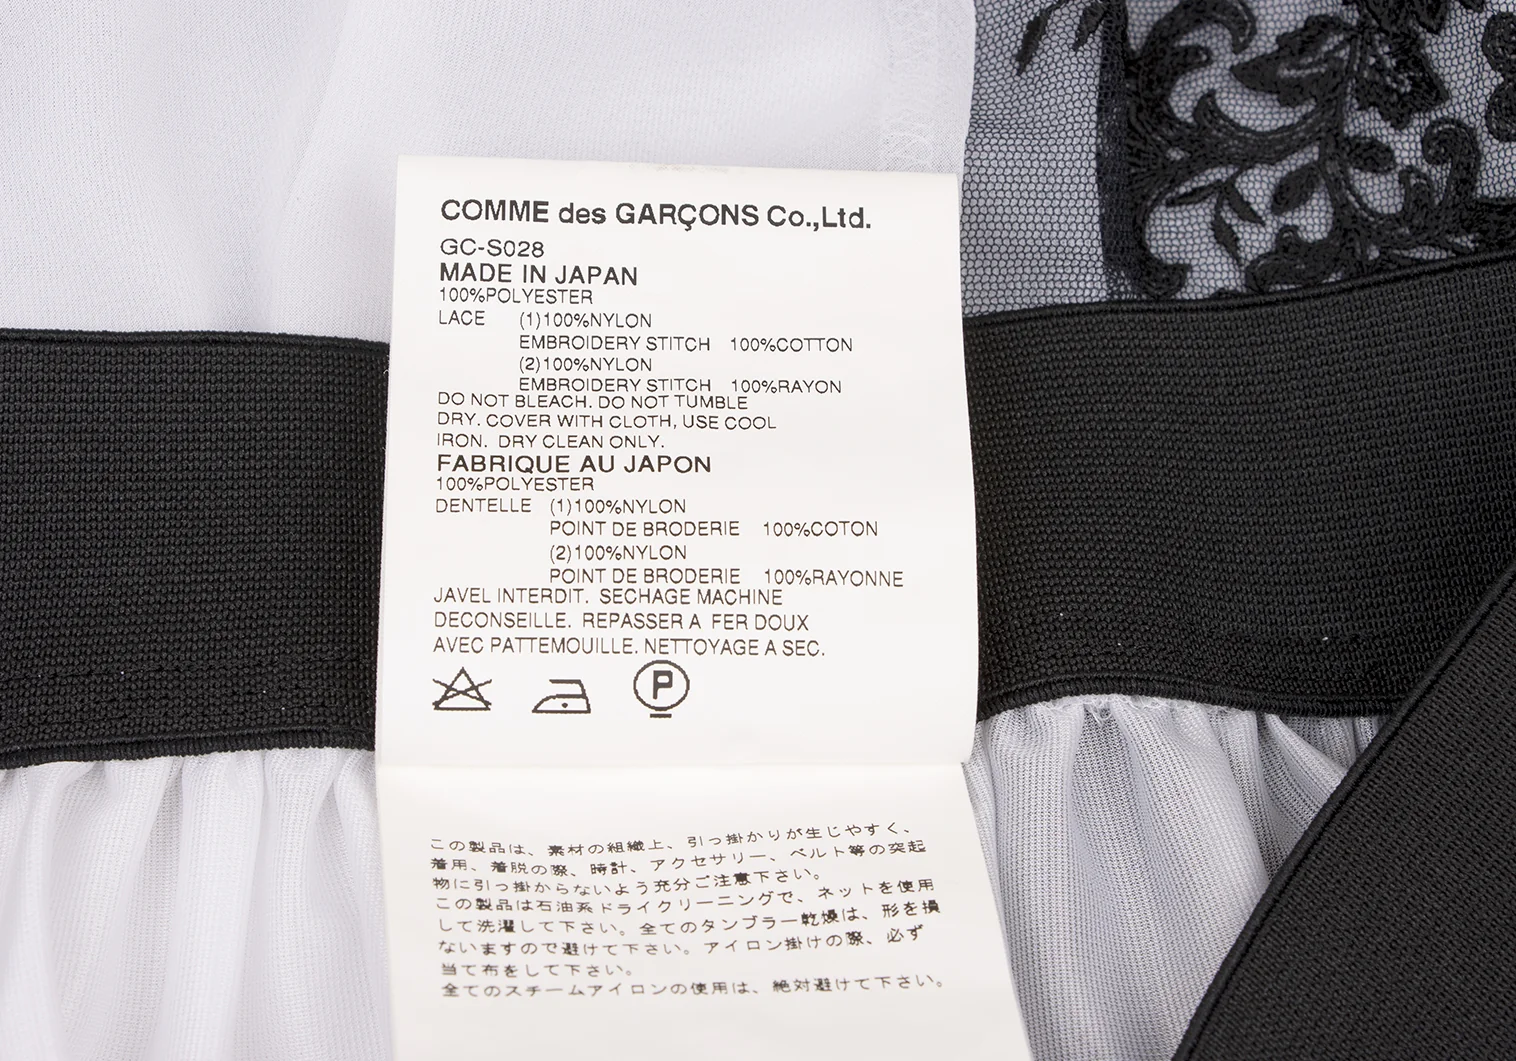 COMME des GARÇONS Co.,Ltd.
GC-S028
MADE IN JAPAN
100%POLYESTER
LACE (1)100%NYLON
EMBROIDERY STITCH 100%COTTON
(2)100%NYLON
EMBROIDERY STITCH 100%RAYON
DO NOT BLEACH. DO NOT TUMBLE
DRY. COVER WITH CLOTH, USE COOL
IRON. DRY CLEAN ONLY.
FABRIQUE AU JAPON
100%POLYESTER
DENTELLE (1)100%NYLON
POINT DE BRODERIE 100%COTON
(2)100%NYLON
POINT DE BRODERIE 100%RAYONNE
JAVEL INTERDIT. SECHAGE MACHINE
DECONSEILLE. REPASSER A FER DOUX
AVEC PATTEMOUILLE. NETTOYAGE A SEC.
P
この製品は、素材の組織上、引っ掛かりが生じやすく、
着用、着脱の際、時計、アクセサリー、ベルト等の突起
物に引っ掛からないよう充分ご注意下さい。
この製品は石油系ドライクリーニングで、ネットを使用
して洗濯して下さい。全てのタンブラー乾燥は、形を損
ないますので避けて下さい。アイロン掛けの際、必ず
当て布をして下さい。
全てのスチームアイロンの使用は、絶対避けて下さい。